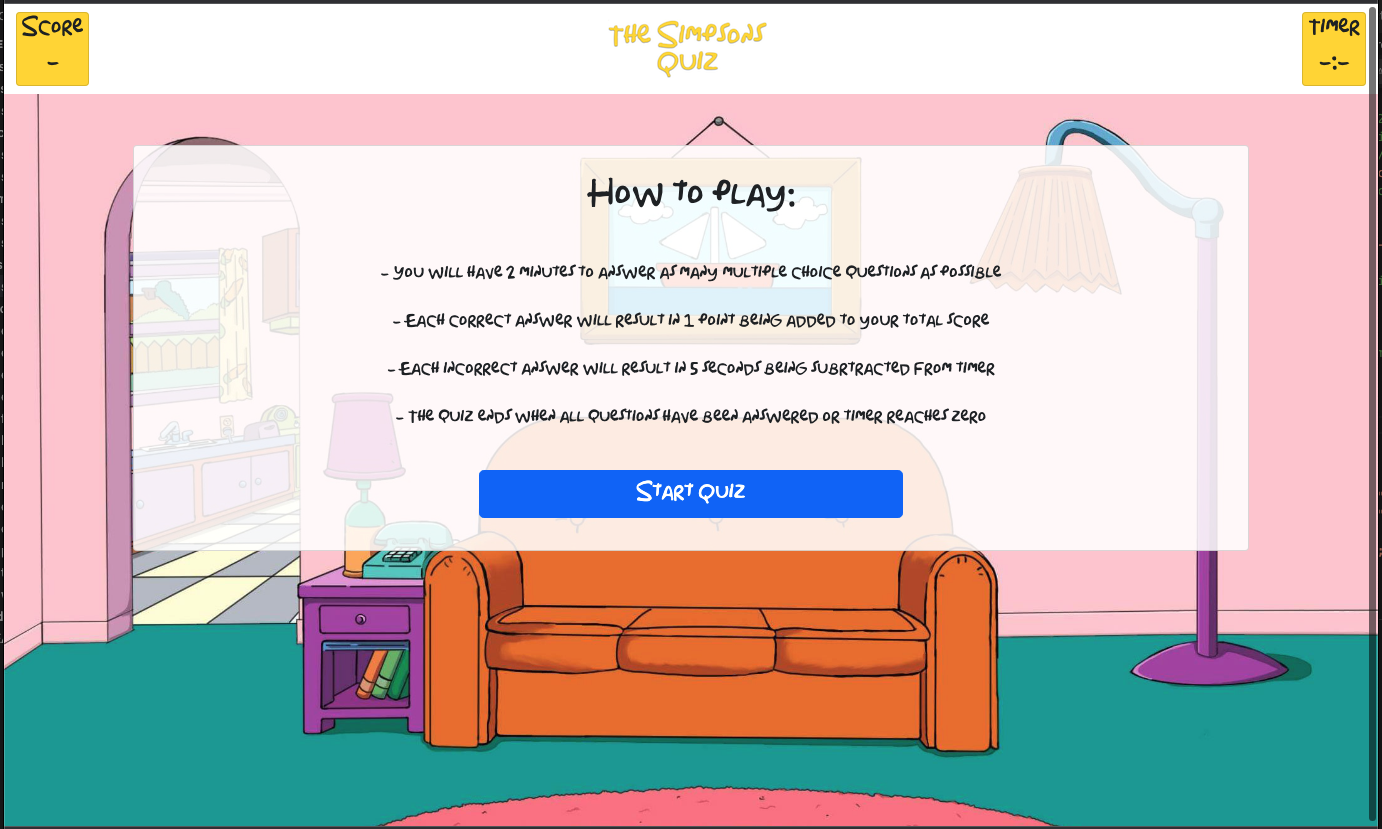 Score
-
The Simpsons
Quiz
Timer
-:-
How to play:
- You will have 2 minutes to answer as many multiple choice questions as possible
- Each correct answer will result in 1 point being added to your total score
- Each incorrect answer will result in 5 seconds being subrtracted from timer
- The quiz ends when all questions have been answered or timer reaches zero
Start Quiz